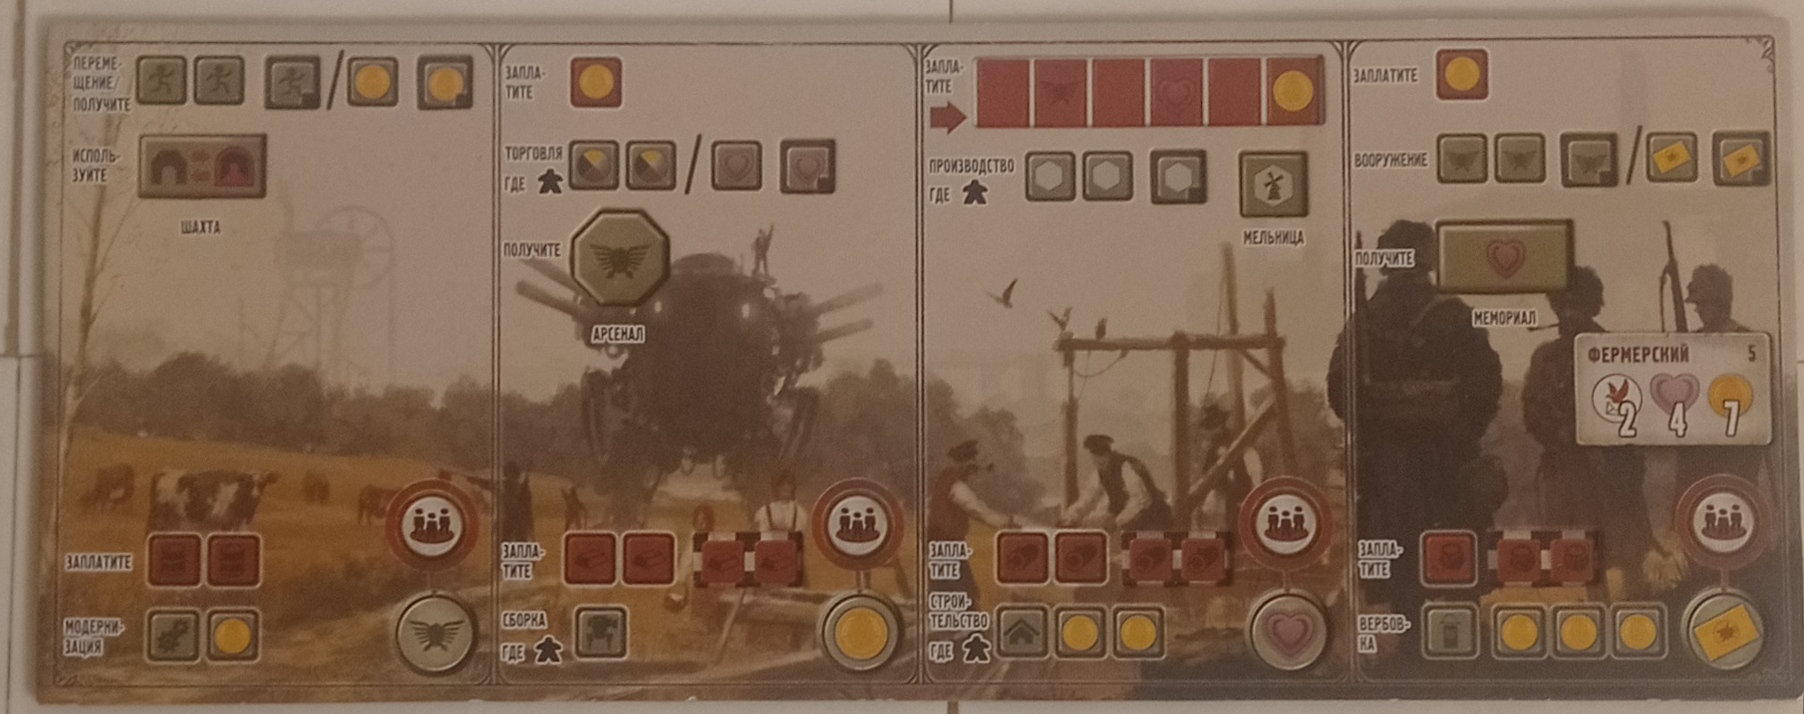 ПЕРЕМЕ-
ЩЕНИЕ/
ПОЛУЧИТЕ
ИСПОЛЬ-
ЗУЙТЕ
ШАХТА
ЗАПЛАТИТЕ
МОДЕРНИ-
ЗАЦИЯ
ЗАПЛА-
ТИТЕ
ТОРГОВЛЯ
ГДЕ
ПОЛУЧИТЕ
АРСЕНАЛ
ЗАПЛА-
ТИТЕ
СБОРКА
ГДЕ
ЗАПЛА-
ТИТЕ
ПРОИЗВОДСТВО
ГДЕ
МЕЛЬНИЦА
ЗАПЛА-
ТИТЕ
СТРОИ-
ТЕЛЬСТВО
ГДЕ
ЗАПЛАТИТЕ
ВООРУЖЕНИЕ
ПОЛУЧИТЕ
МЕМОРИАЛ
ФЕРМЕРСКИЙ 5
2 4 7
ЗАПЛА-
ТИТЕ
ВЕРБОВ-
КА